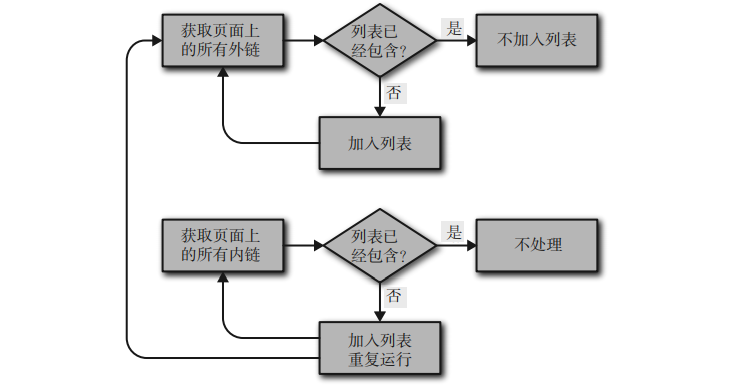 获取页面上
的所有外链
列表已
经包含？
是
不加入列表
否
加入列表
获取页面上
的所有内链
列表已
经包含？
是
不处理
否
加入列表
重复运行